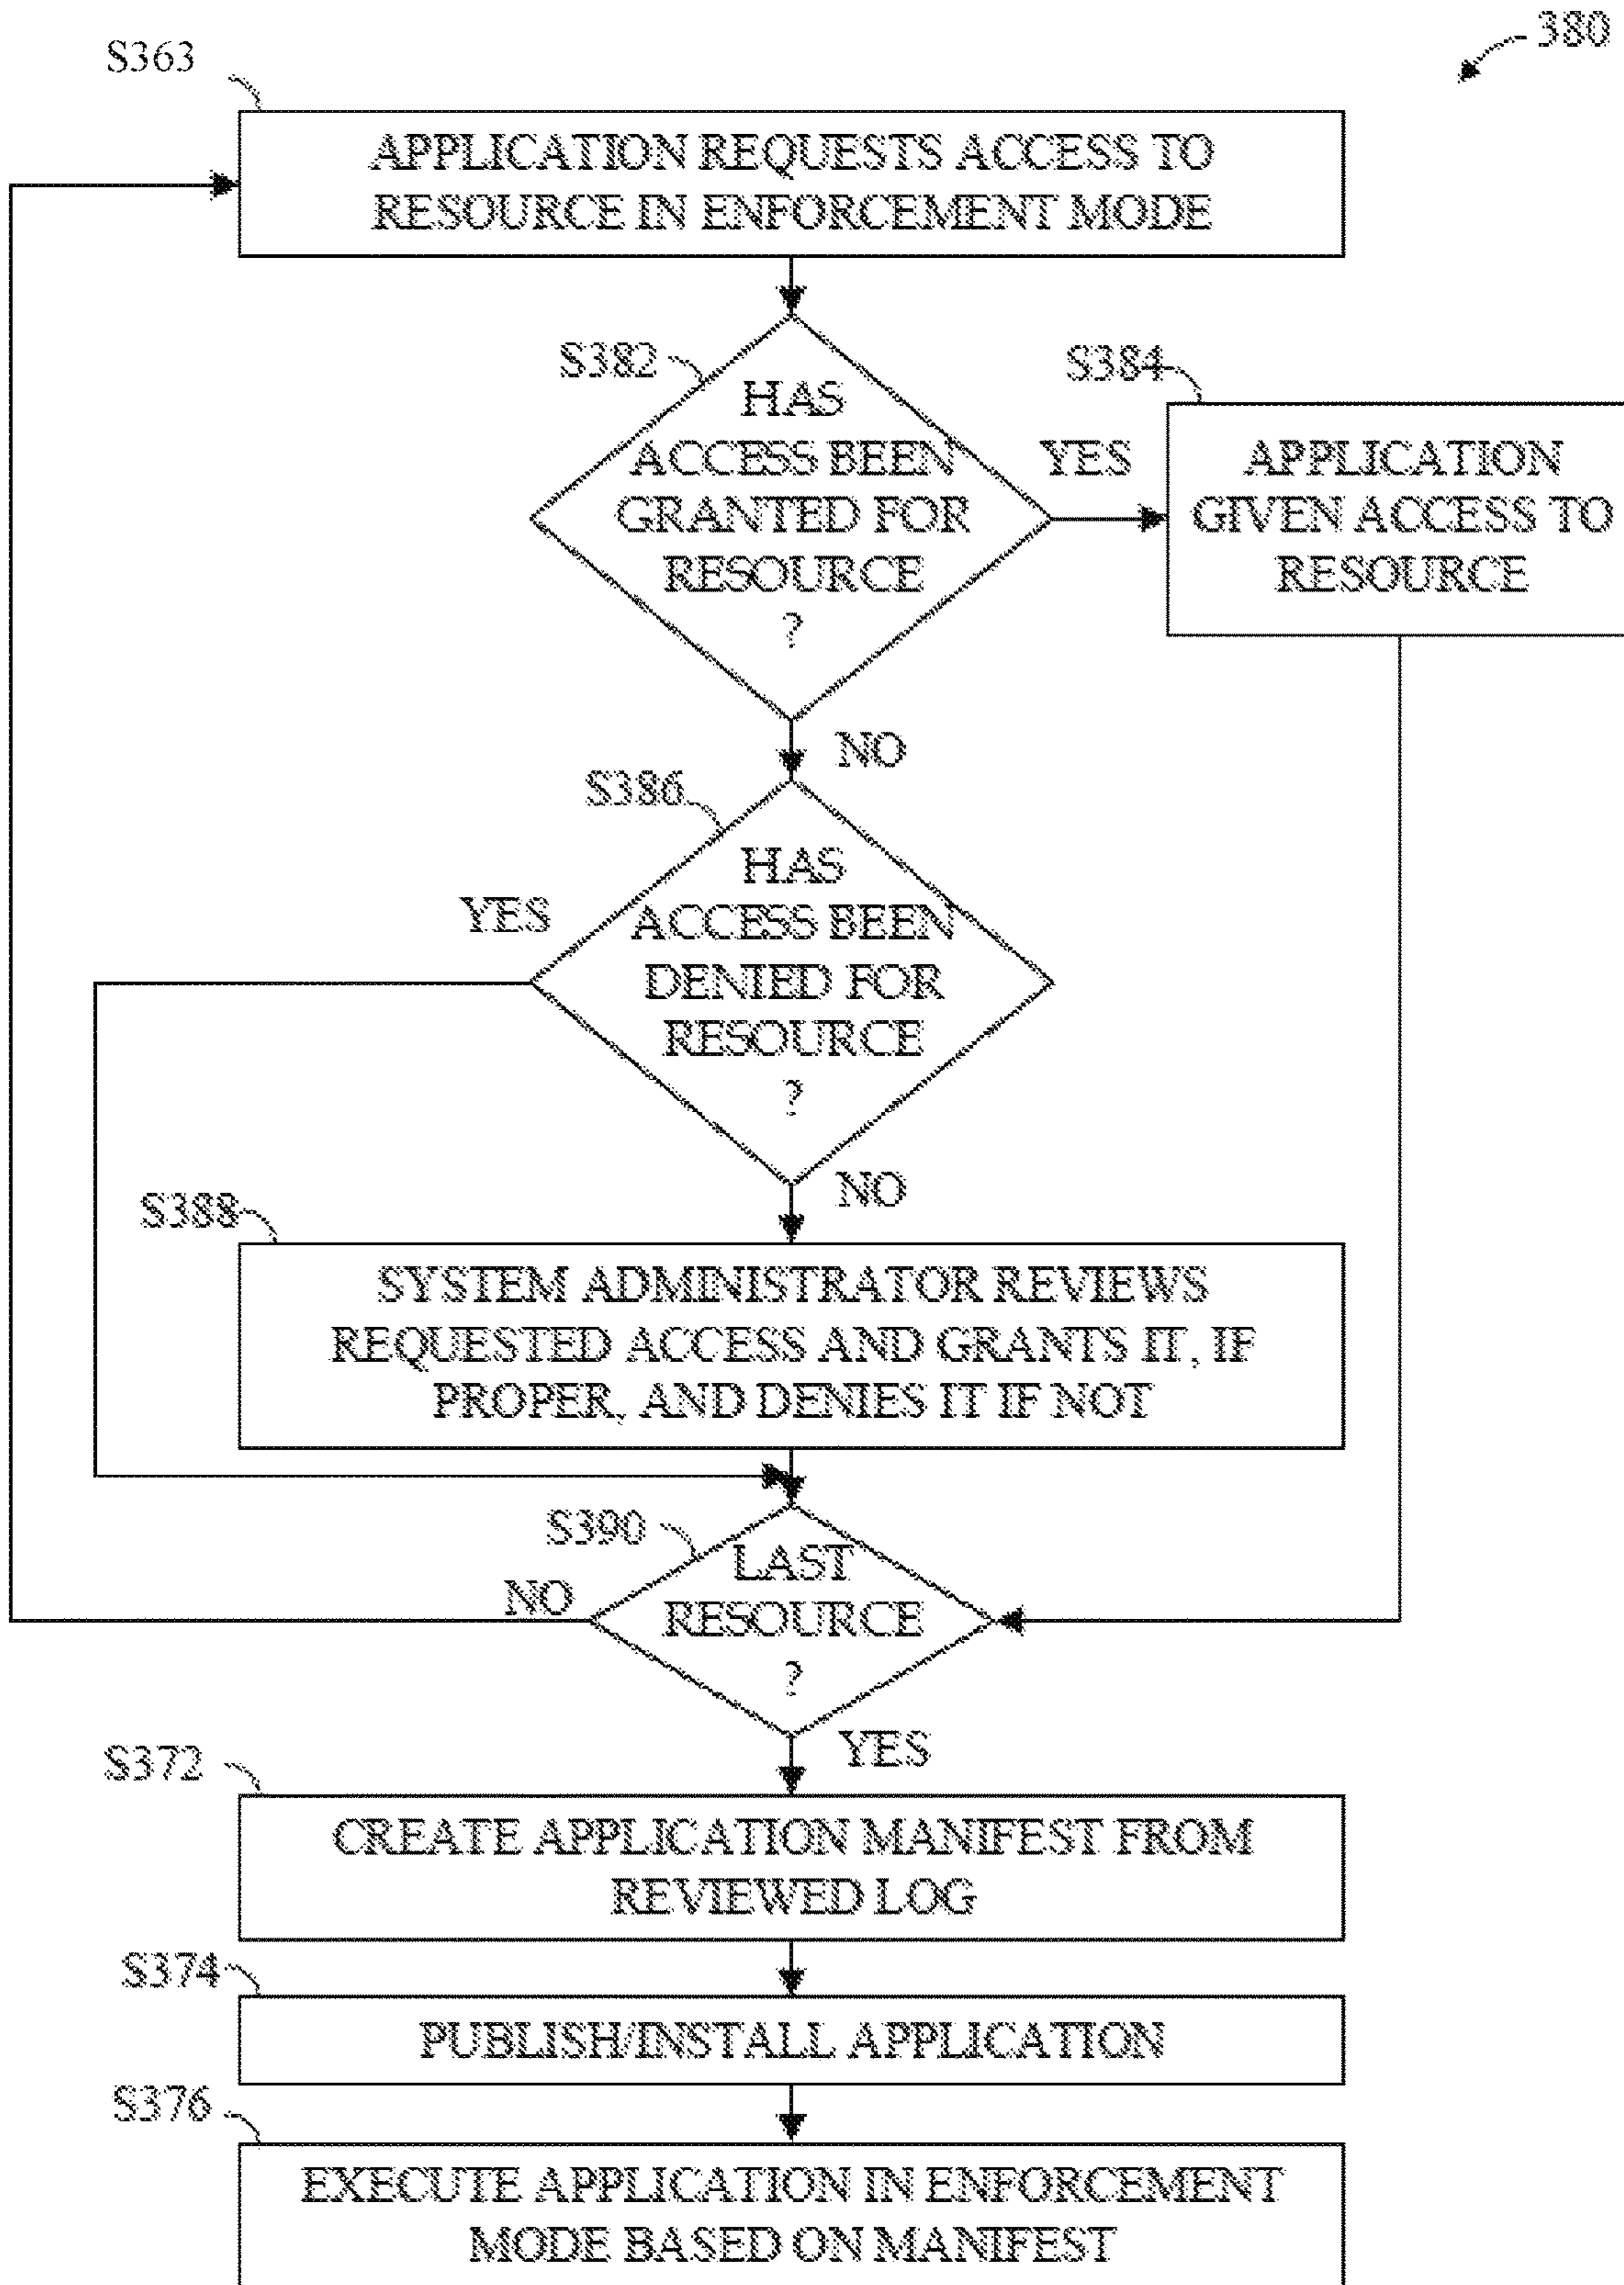 380
S363
APPLICATION REQUESTS ACCESS TO
RESOURCE IN ENFORCEMENT MODE
S382
HAS
ACCESS BEEN
GRANTED FOR
RESOURCE
?
YES
S384
APPLICATION
GIVEN ACCESS TO
RESOURCE
NO
S386
HAS
ACCESS BEEN
DENIED FOR
RESOURCE
?
YES
NO
S388
SYSTEM ADMINISTRATOR REVIEWS
REQUESTED ACCESS AND GRANTS IT, IF
PROPER, AND DENIES IT IF NOT
S390
LAST
RESOURCE
?
NO
YES
S372
CREATE APPLICATION MANIFEST FROM
REVIEWED LOG
S374
PUBLISH/INSTALL APPLICATION
S376
EXECUTE APPLICATION IN ENFORCEMENT
MODE BASED ON MANIFEST